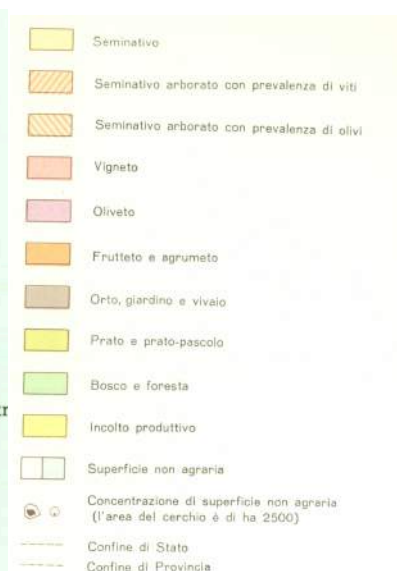 Seminativo
Seminativo arborato con prevalenza di viti
Seminativo arborato con prevalenza di olivi
Vigneto
Oliveto
Frutteto e agrumeto
Orto, giardino e vivaio
Prato e prato-pascolo
Bosco e foresta
Incolto produttivo
Superficie non agraria
Concentrazione di superficie non agraria
(l'area del cerchio è di ha 2500)
Confine di Stato
Confine di Provincia